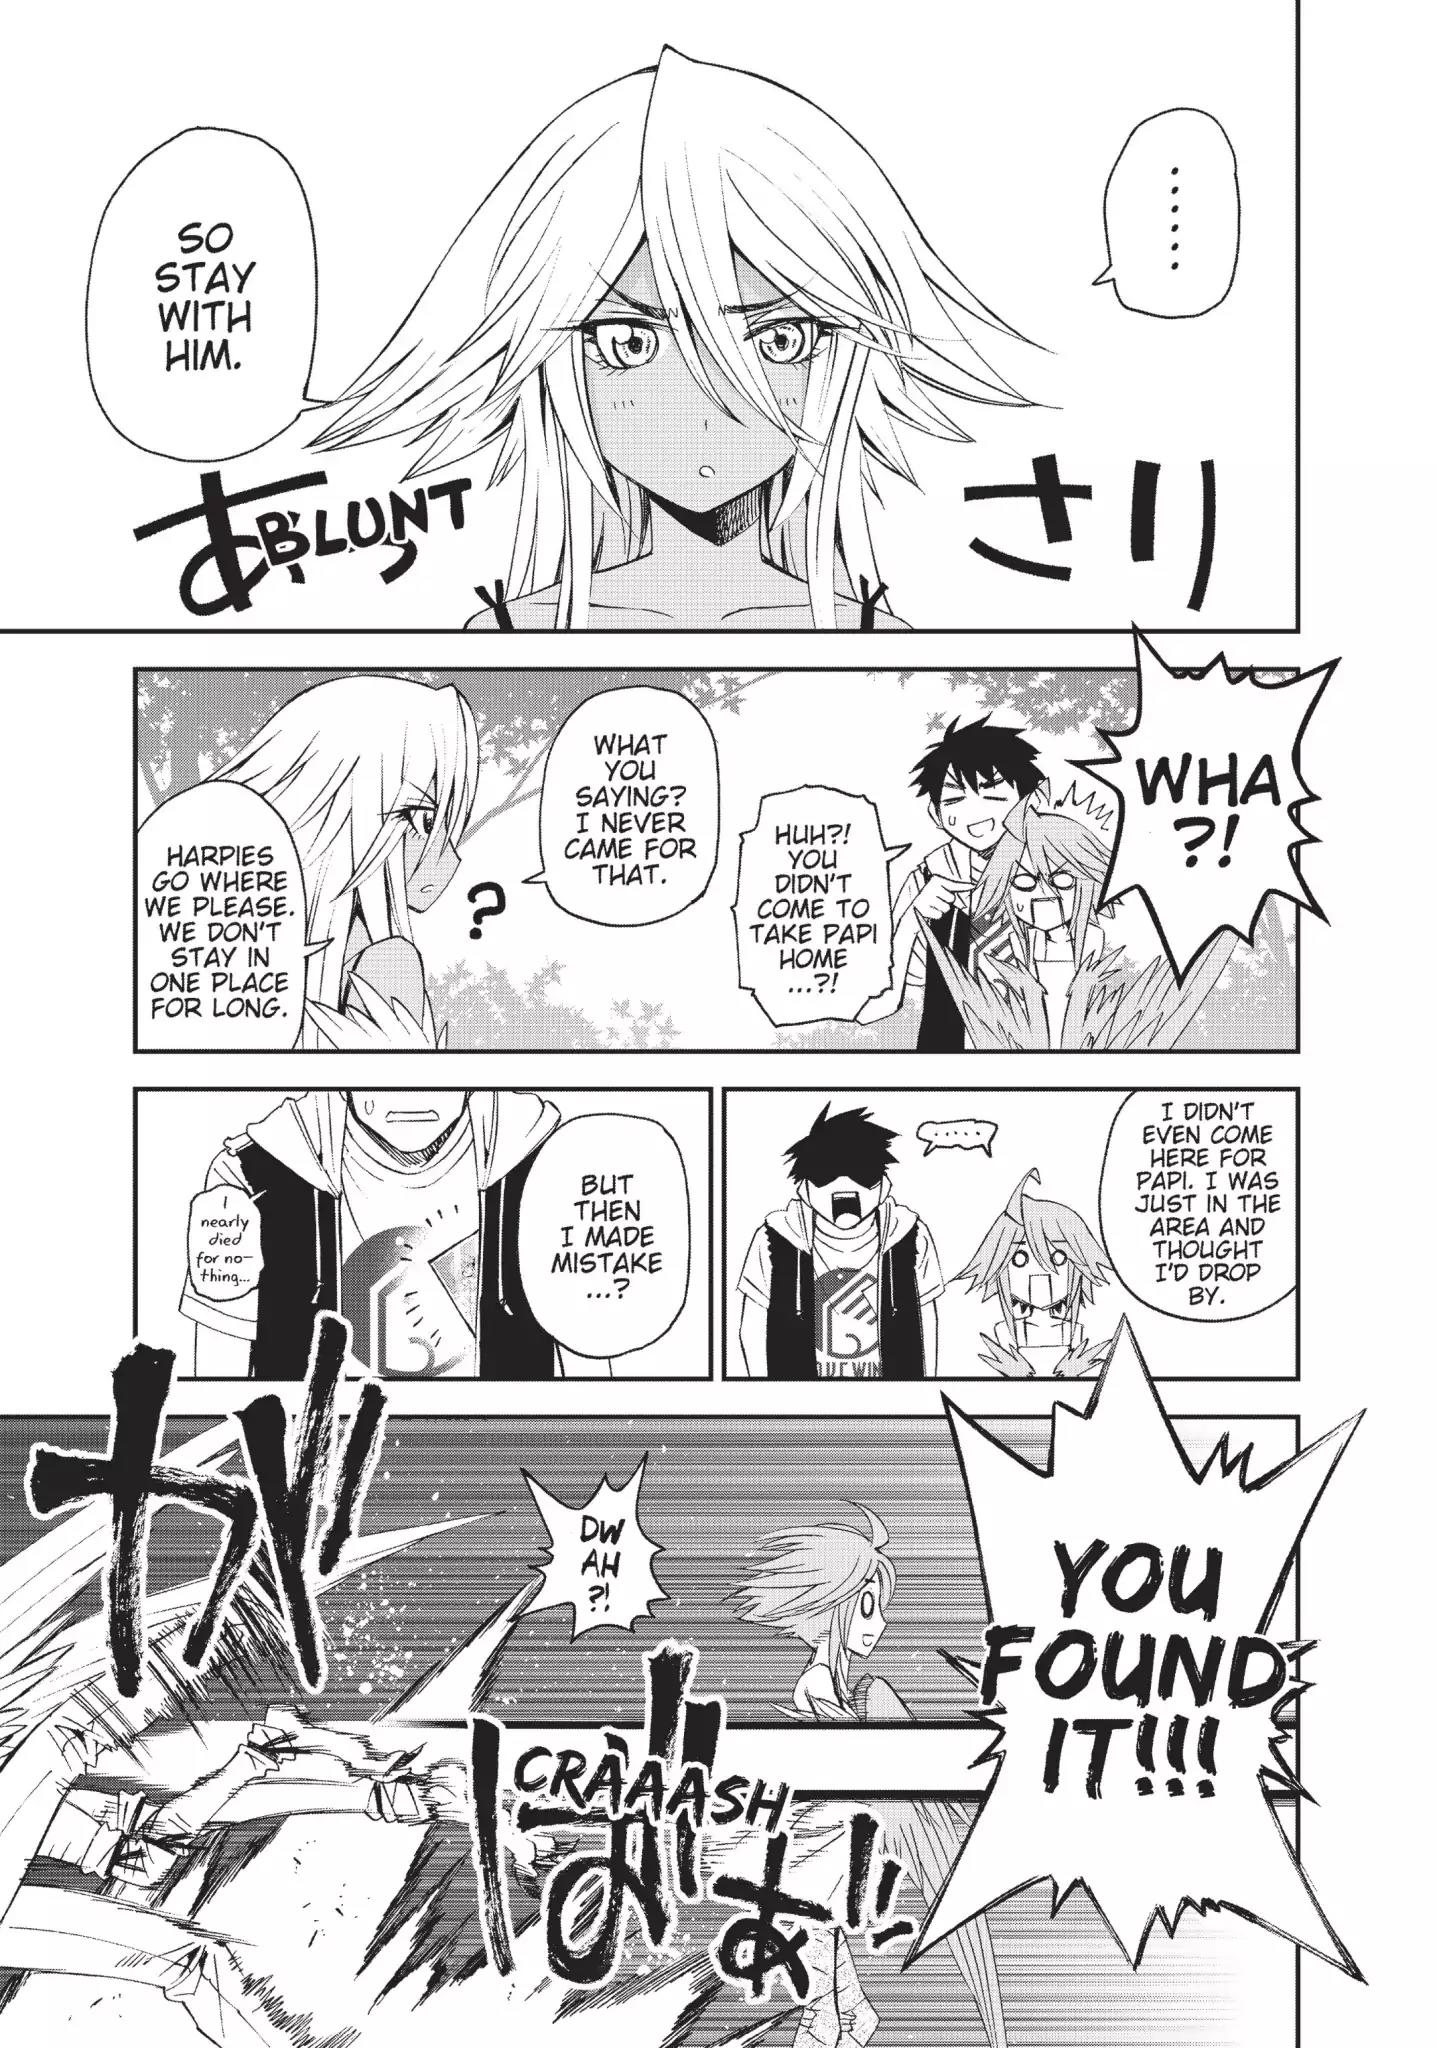 ......
SO
STAY
WITH
HIM.
あっさり
BLUNT
WHA
?!
HUH?!
YOU
DIDN'T
COME TO
TAKE PAPI
HOME
...?!
WHAT
YOU
SAYING?
I NEVER
CAME FOR
THAT.
?
HARPIES
GO WHERE
WE PLEASE.
WE DON'T
STAY IN
ONE PLACE
FOR LONG.
I DIDN'T
EVEN COME
HERE FOR
PAPI. I WAS
JUST IN THE
AREA AND
THOUGHT
I'D DROP
BY.
.....
BUT
THEN
I MADE
MISTAKE
...?
I
nearly
died
for no-
thing...
YOU
FOUND
IT!!!
DW
AH
?!
CRAAASH